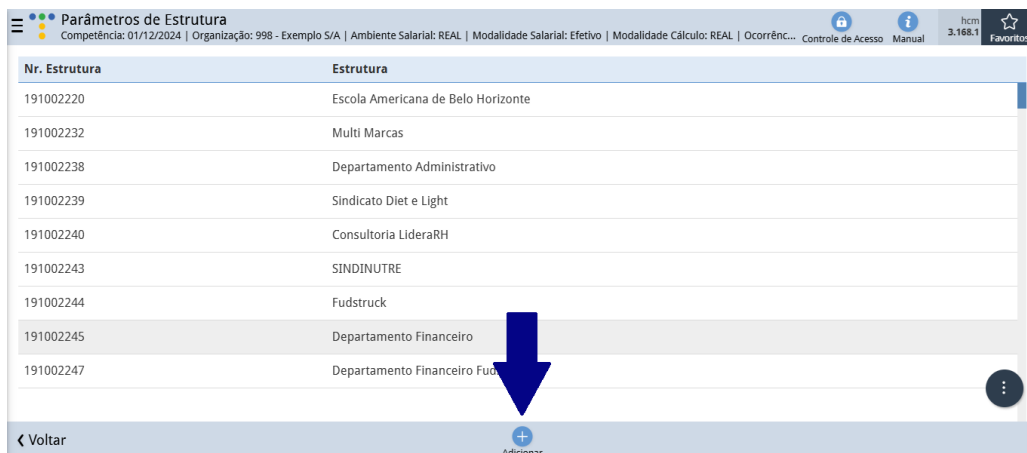 Parâmetros de Estrutura
Competência: 01/12/2024 | Organização: 998 - Exemplo S/A | Ambiente Salarial: REAL | Modalidade Salarial: Efetivo | Modalidade Cálculo: REAL | Ocorrênc...
Controle de Acesso
Manual
hcm
3.168.1
Favoritos
Nr. Estrutura Estrutura
191002220 Escola Americana de Belo Horizonte
191002232 Multi Marcas
191002238 Departamento Administrativo
191002239 Sindicato Diet e Light
191002240 Consultoria LideraRH
191002243 SINDINUTRE
191002244 Fudstruck
191002245 Departamento Financeiro
191002247 Departamento Financeiro
Voltar
Adicionar